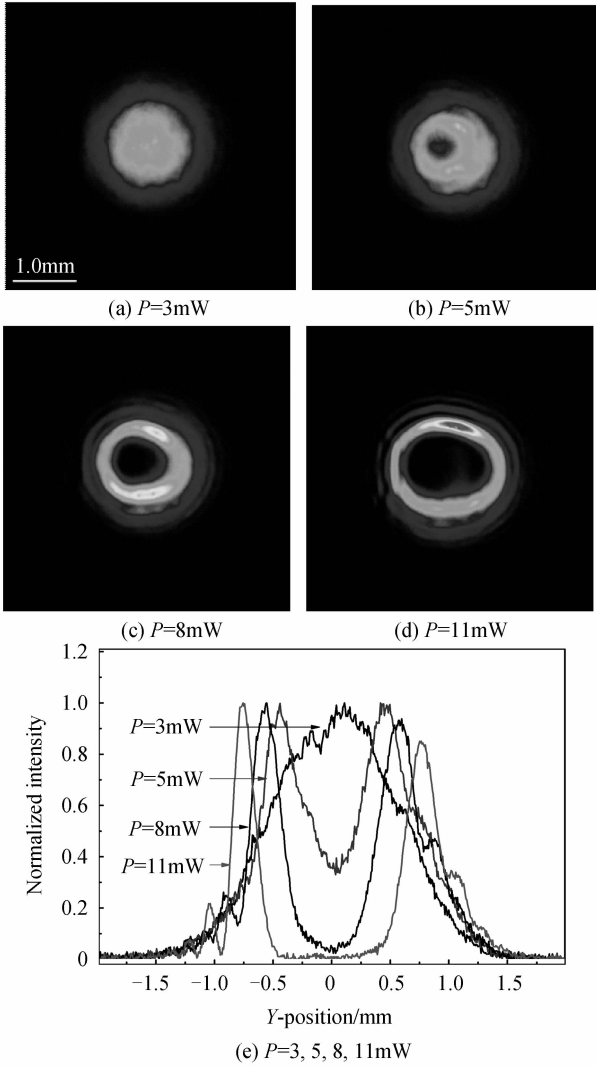 1.0mm
(a) P=3mW
(b) P=5mW
(c) P=8mW
(d) P=11mW
1.2
1.0
0.8
0.6
0.4
0.2
0
Normalized intensity
P=3mW
P=5mW
P=8mW
P=11mW
−1.5 −1.0 −0.5 0 0.5 1.0 1.5
Y-position/mm
(e) P=3, 5, 8, 11mW